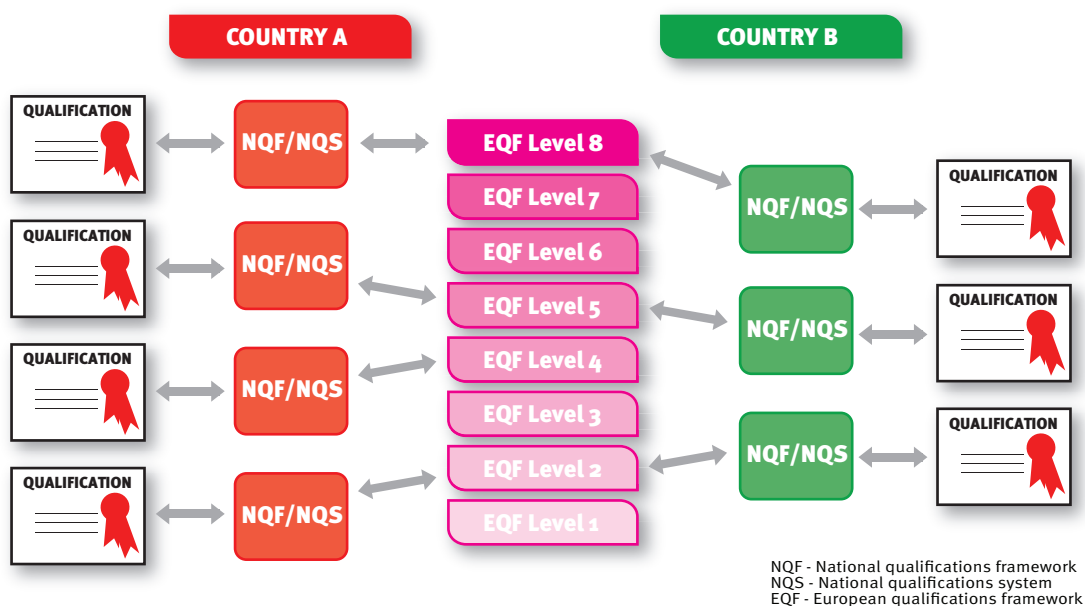 COUNTRY A
COUNTRY B
QUALIFICATION
NQF/NQS
EQF Level 8
QUALIFICATION
NQF/NQS
EQF Level 7
QUALIFICATION
NQF/NQS
EQF Level 6
EQF Level 5
QUALIFICATION
NQF/NQS
QUALIFICATION
NQF/NQS
EQF Level 4
EQF Level 3
QUALIFICATION
NQF/NQS
QUALIFICATION
NQF/NQS
EQF Level 2
EQF Level 1
NQF - National qualifications framework
NQS - National qualifications system
EQF - European qualifications framework